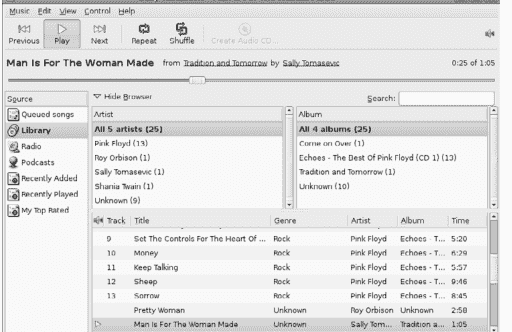 Music Edit View Control Help
Previous Play Next Repeat Shuffle Create Audio CD...
Man Is For The Woman Made from Tradition and Tomorrow by Sally Tomasevic 0:25 of 1:05
Hide Browser Search:
Source
Queued songs
Library
Radio
Podcasts
Recently Added
Recently Played
My Top Rated
Artist
All 5 artists (25)
Pink Floyd (13)
Roy Orbison (1)
Sally Tomasevic (1)
Shania Twain (1)
Unknown (9)
Album
All 4 albums (25)
Come on Over (1)
Echoes - The Best Of Pink Floyd (CD 1) (13)
Tradition and Tomorrow (1)
Unknown (10)
Track Title Genre Artist Album Time
9 Set The Controls For The Heart Of ... Rock Pink Floyd Echoes - T... 5:20
10 Money Rock Pink Floyd Echoes - T... 6:29
11 Keep Talking Rock Pink Floyd Echoes - T... 5:57
12 Sheep Rock Pink Floyd Echoes - T... 9:46
13 Sorrow Rock Pink Floyd Echoes - T... 8:45
Pretty Woman Unknown Roy Orbison Unknown 2:58
Man Is For The Woman Made Unknown Sally Tom... Tradition a... 1:05